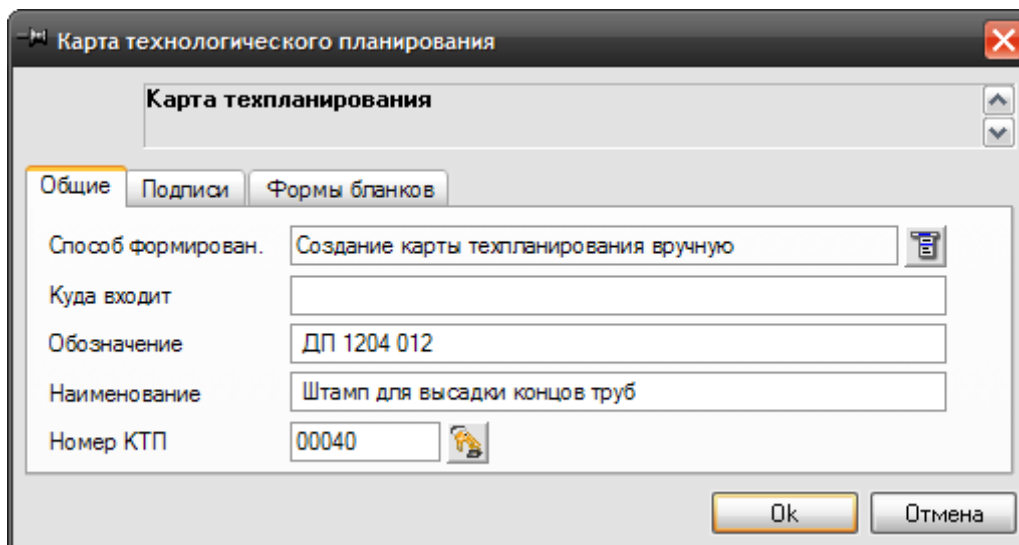 Карта технологического планирования
Карта техпланирования
Общие Подписи Формы бланков
Способ формирован. Создание карты техпланирования вручную
Куда входит
Обозначение ДП 1204 012
Наименование Штамп для высадки концов труб
Номер КТП 00040
Ok Отмена